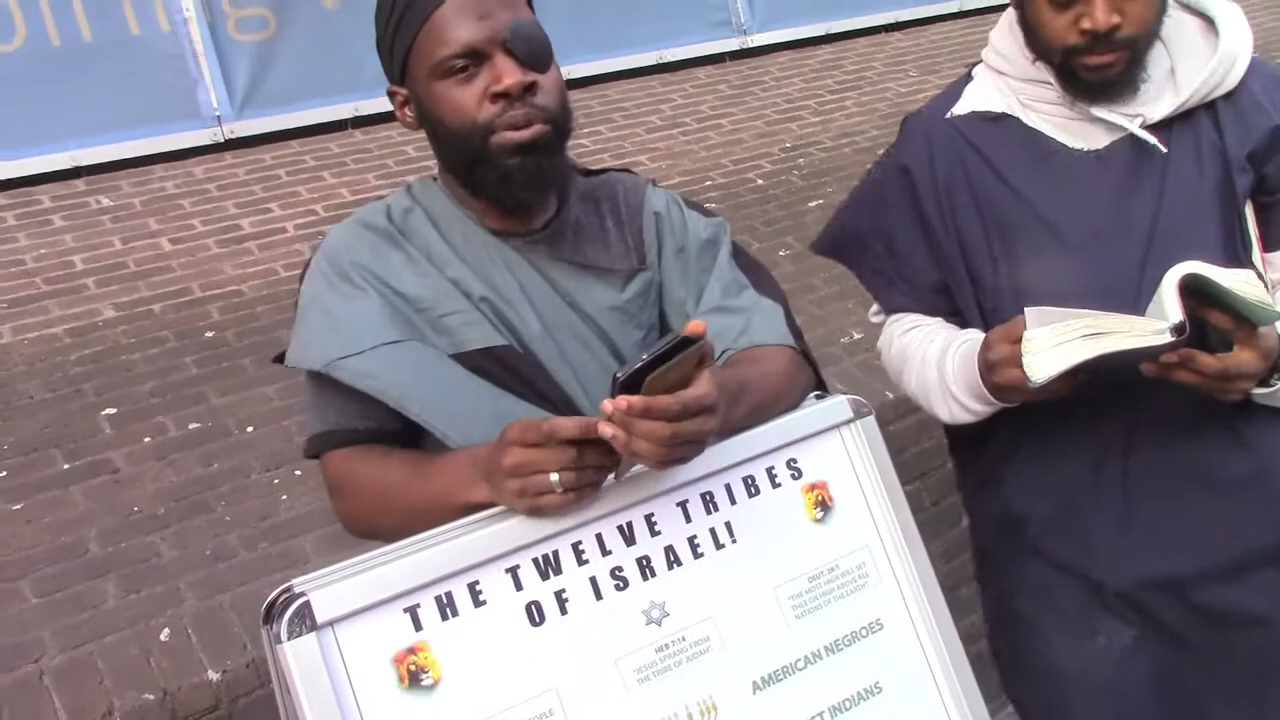 THE TWELVE TRIBES
OF ISRAEL!
DEUT. 28:1
"THE MOST HIGH WILL SET
THEE ON HIGH ABOVE ALL
NATIONS OF THE EARTH".
HEB 7:14
"JESUS SPRANG FROM
THE TRIBE OF JUDAH".
AMERICAN NEGROES
INDIANS